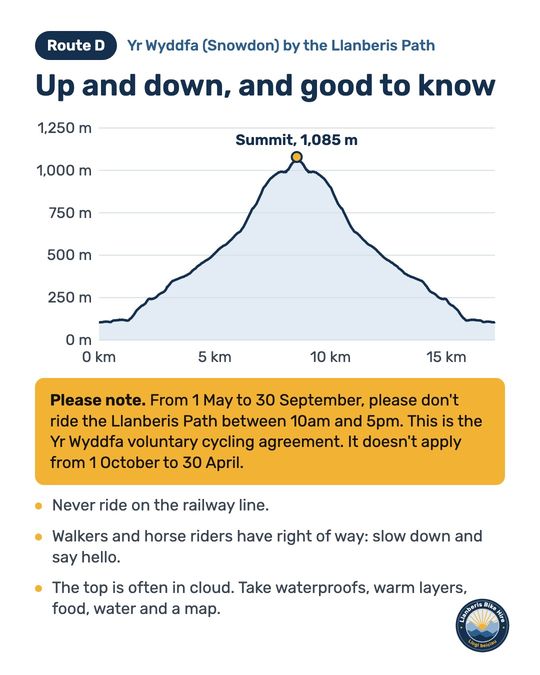 Route D Yr Wyddfa (Snowdon) by the Llanberis Path
Up and down, and good to know
1,250 m
Summit, 1,085 m
1,000 m
750 m
500 m
250 m
0 m
0 km 5 km 10 km 15 km
Please note. From 1 May to 30 September, please don't
ride the Llanberis Path between 10am and 5pm. This is the
Yr Wyddfa voluntary cycling agreement. It doesn't apply
from 1 October to 30 April.
Never ride on the railway line.
Walkers and horse riders have right of way: slow down and
say hello.
The top is often in cloud. Take waterproofs, warm layers,
food, water and a map.
Llanberis Bike Hire